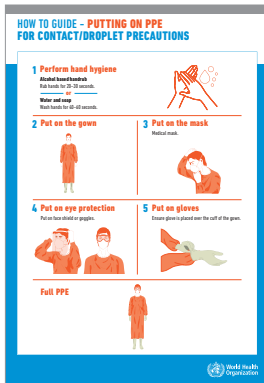 HOW TO GUIDE - PUTTING ON PPE
FOR CONTACT/DROPLET PRECAUTIONS
1 Perform hand hygiene
Alcohol based handrub
Rub hands for 20-30 seconds.
or
Water and soap
Wash hands for 40-60 seconds.
2 Put on the gown
3 Put on the mask
Medical mask.
4 Put on eye protection
Put on face shield or goggles.
5 Put on gloves
Ensure glove is placed over the cuff of the gown.
Full PPE
World Health
Organization